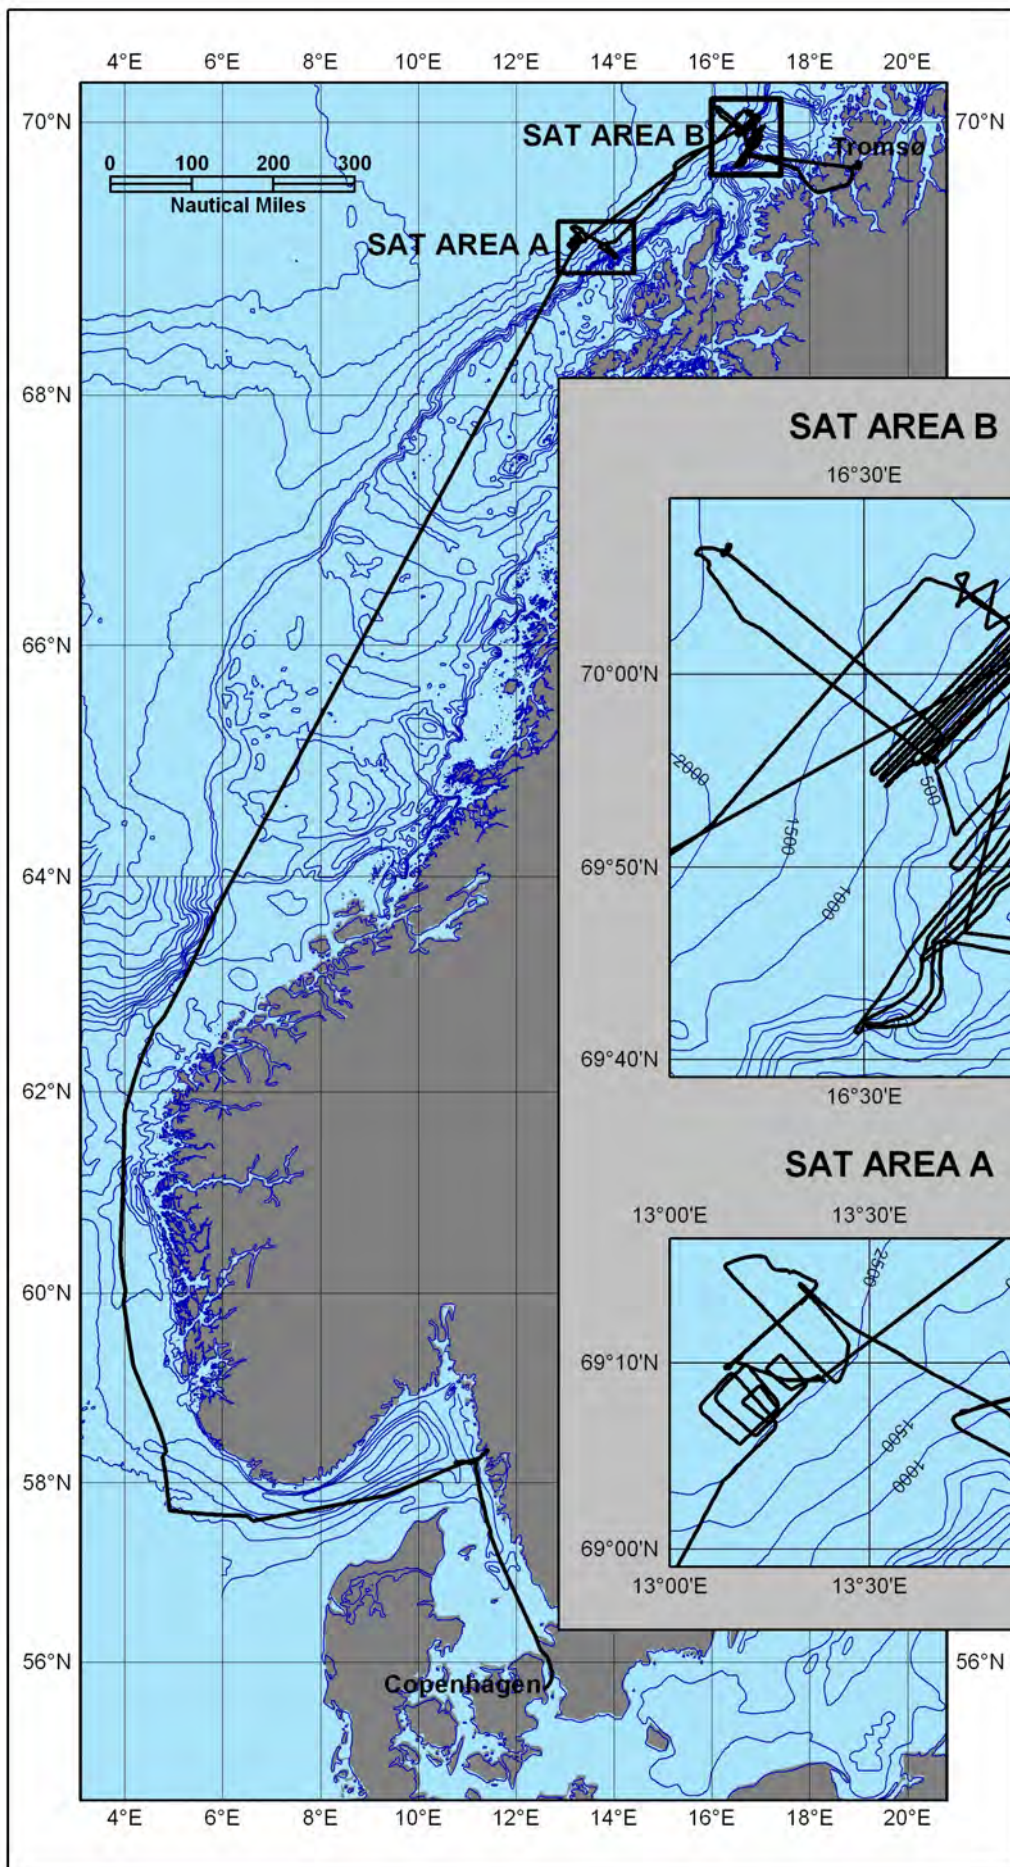 4°E 6°E 8°E 10°E 12°E 14°E 16°E 18°E 20°E
70°N 70°N
SAT AREA B
Tromsø
0 100 200 300
Nautical Miles
SAT AREA A
68°N
SAT AREA B
16°30'E
66°N
70°00'N
2000
500
1500
69°50'N
64°N
1000
69°40'N
62°N
16°30'E
SAT AREA A
13°00'E 13°30'E
2500
60°N
69°10'N
1500
1000
58°N
69°00'N
13°00'E 13°30'E
56°N 56°N
Copenhagen
4°E 6°E 8°E 10°E 12°E 14°E 16°E 18°E 20°E